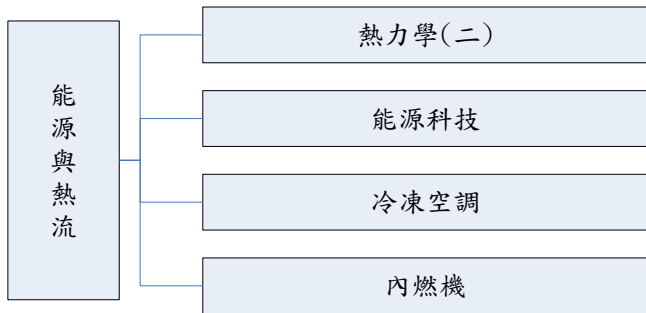 能源與熱流
熱力學(二)
能源科技
冷凍空調
內燃機